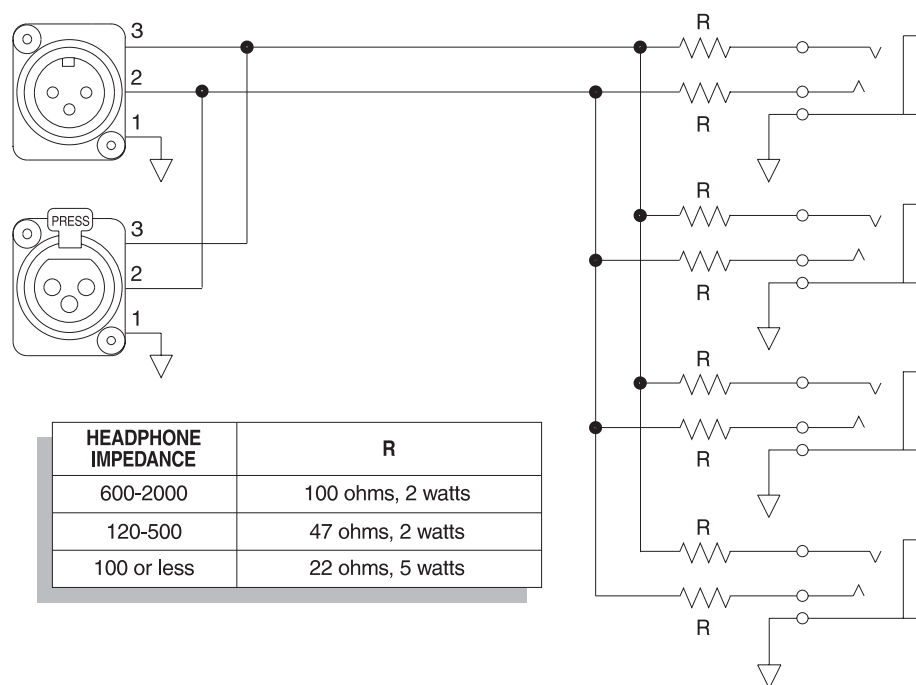 3
2
1
PRESS
3
2
1
R
R
R
R
R
R
R
R
HEADPHONE IMPEDANCE R
600-2000 100 ohms, 2 watts
120-500 47 ohms, 2 watts
100 or less 22 ohms, 5 watts